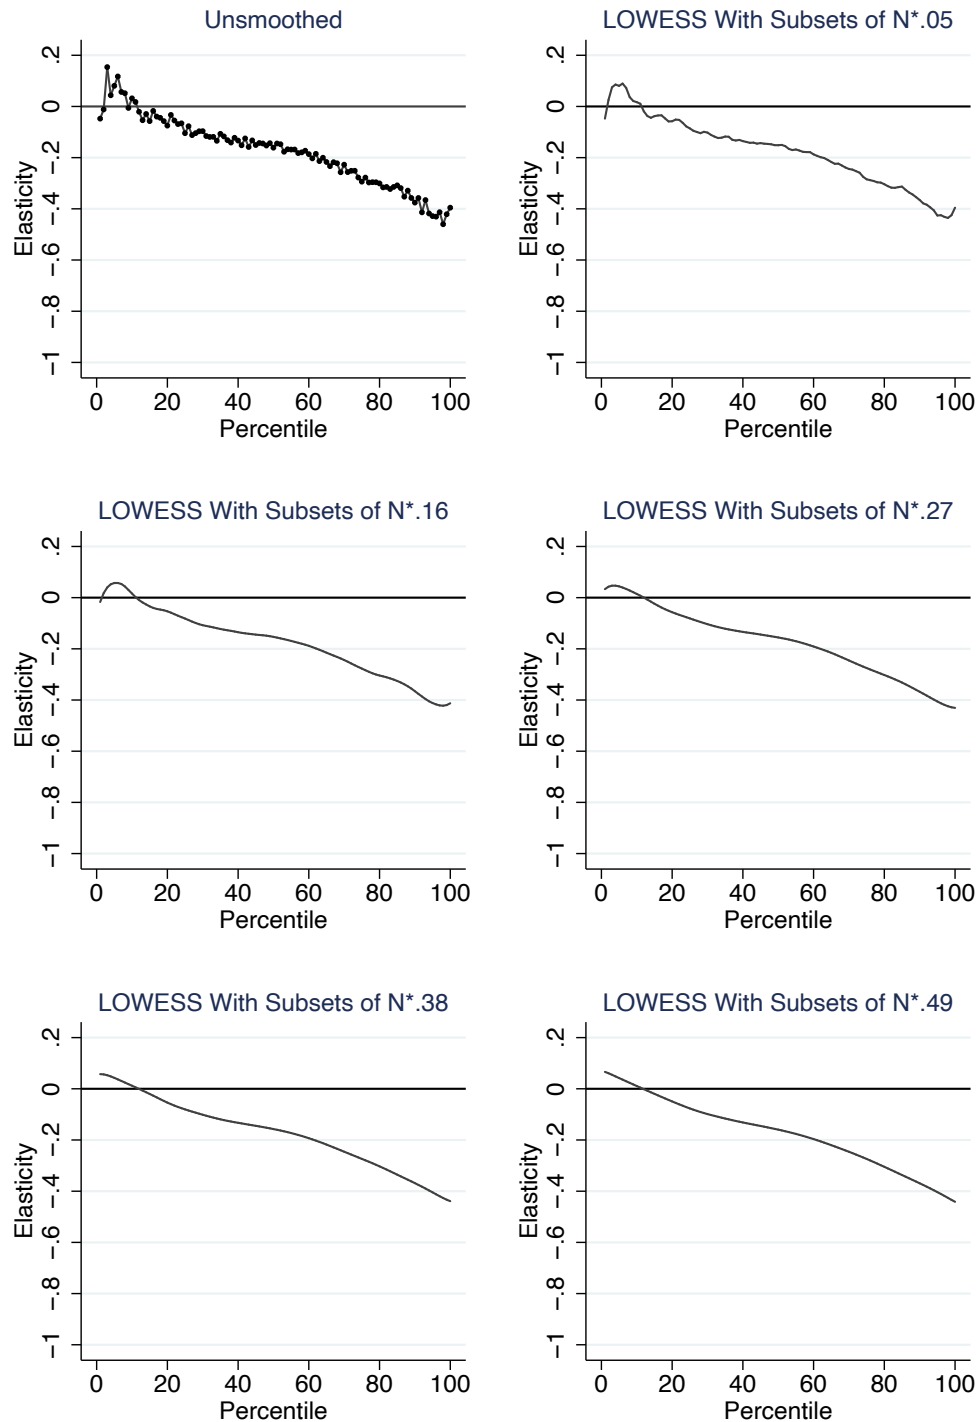 Unsmoothed
.2
0
-.2
-.4
-.6
-.8
-1
Elasticity
0 20 40 60 80 100
Percentile
LOWESS With Subsets of N*.05
.2
0
-.2
-.4
-.6
-.8
-1
Elasticity
0 20 40 60 80 100
Percentile
LOWESS With Subsets of N*.16
.2
0
-.2
-.4
-.6
-.8
-1
Elasticity
0 20 40 60 80 100
Percentile
LOWESS With Subsets of N*.27
.2
0
-.2
-.4
-.6
-.8
-1
Elasticity
0 20 40 60 80 100
Percentile
LOWESS With Subsets of N*.38
.2
0
-.2
-.4
-.6
-.8
-1
Elasticity
0 20 40 60 80 100
Percentile
LOWESS With Subsets of N*.49
.2
0
-.2
-.4
-.6
-.8
-1
Elasticity
0 20 40 60 80 100
Percentile